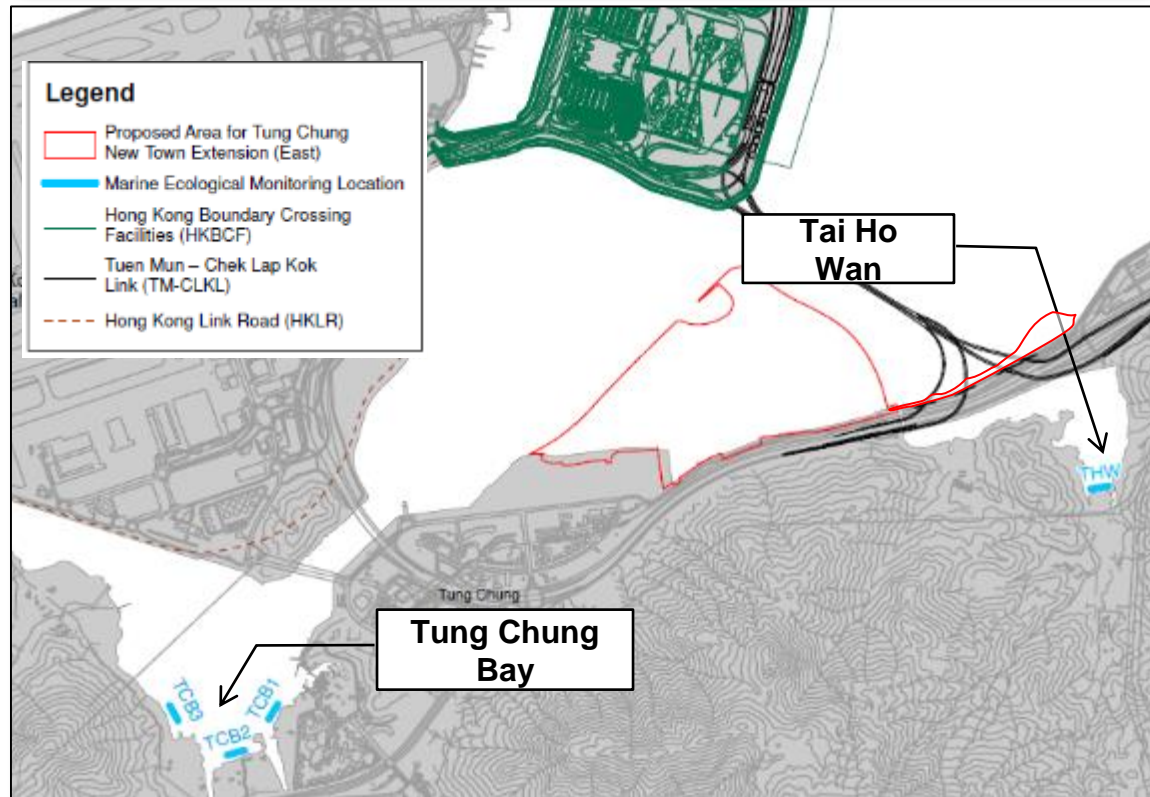 Legend
Proposed Area for Tung Chung
New Town Extension (East)
Marine Ecological Monitoring Location
Hong Kong Boundary Crossing
Facilities (HKBCF)
Tuen Mun – Chek Lap Kok
Link (TM-CLKL)
Hong Kong Link Road (HKLR)
Tai Ho
Wan
THW
Tung Chung
Tung Chung
Bay
TCB3
TCB1
TCB2